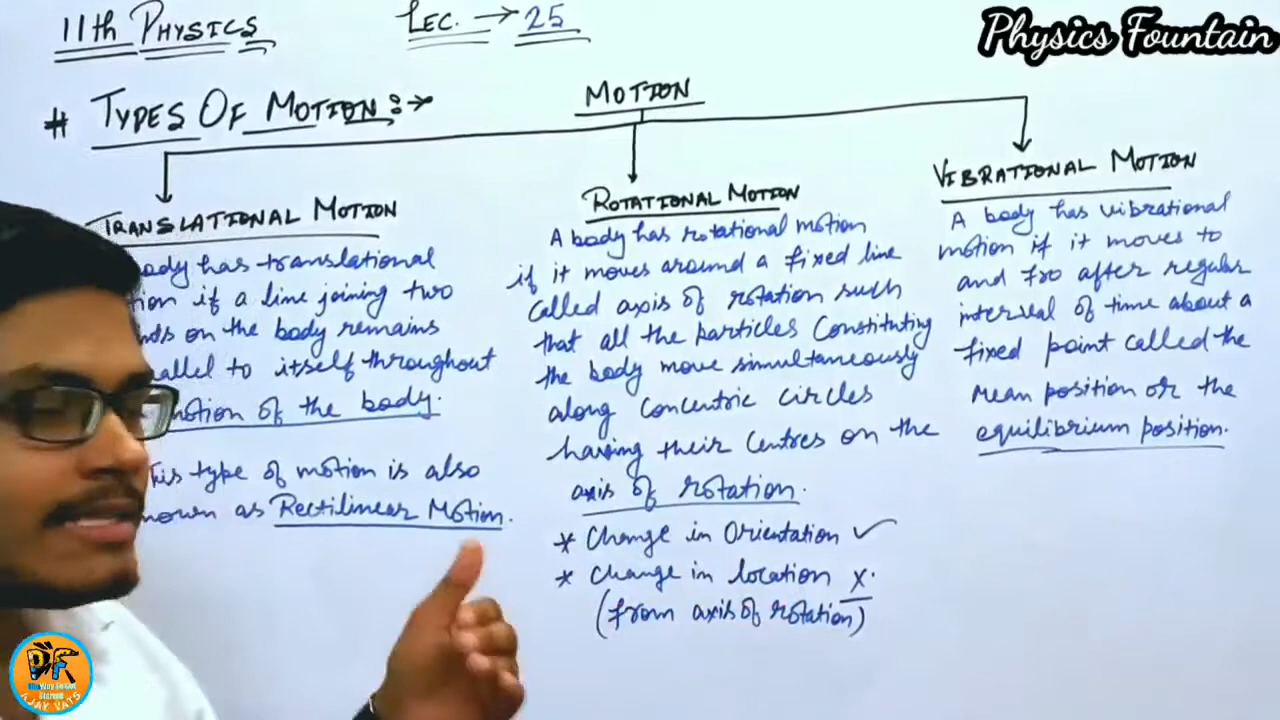 11th PHYSICS
LEC. → 25
Physics Fountain
# TYPES OF MOTION :→
MOTION
TRANSLATIONAL MOTION
body has translational
tion if a line joining two
nts on the body remains
allel to itself throughout
motion of the body.
This type of motion is also
nown as Rectilinear Motion.
ROTATIONAL MOTION
A body has rotational motion
if it moves around a fixed line
called axis of rotation such
that all the particles constituting
the body move simultaneously
along concentric circles
having their centres on the
axis of rotation.
* Change in Orientation ✓
* Change in location x.
(from axis of rotation)
VIBRATIONAL MOTION
A body has vibrational
motion if it moves to
and fro after regular
interval of time about a
fixed point called the
mean position or the
equilibrium position.
PF
AJAY VATS